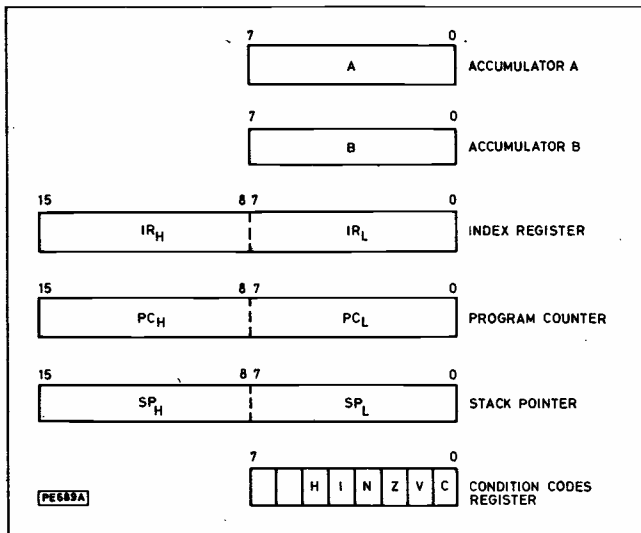 7 0
A ACCUMULATOR A
7 0
B ACCUMULATOR B
15 8 7 0
IRH IRL INDEX REGISTER
15 8 7 0
PCH PCL PROGRAM COUNTER
15 8 7 0
SPH SPL STACK POINTER
7 0
H I N Z V C CONDITION CODES
REGISTER
PE689A